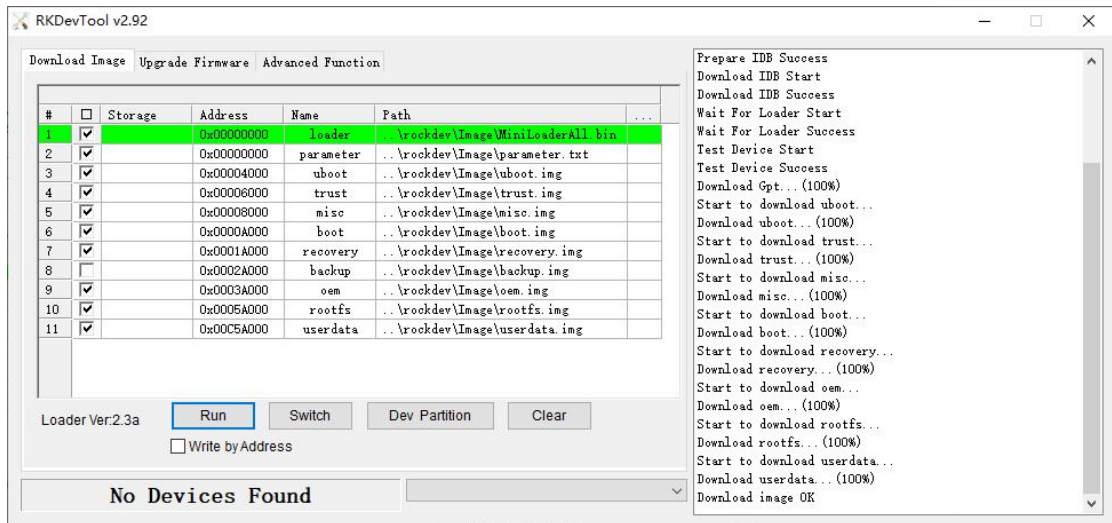 RKDevTool v2.92
Download Image Upgrade Firmware Advanced Function
# Storage Address Name Path ...
1 0x00000000 loader ..\rockdev\Image\MiniLoaderAll.bin
2 0x00000000 parameter ..\rockdev\Image\parameter.txt
3 0x00004000 uboot ..\rockdev\Image\uboot.img
4 0x00006000 trust ..\rockdev\Image\trust.img
5 0x00008000 misc ..\rockdev\Image\misc.img
6 0x0000A000 boot ..\rockdev\Image\boot.img
7 0x0001A000 recovery ..\rockdev\Image\recovery.img
8 0x0002A000 backup ..\rockdev\Image\backup.img
9 0x0003A000 oem ..\rockdev\Image\oem.img
10 0x0005A000 rootfs ..\rockdev\Image\rootfs.img
11 0x00C5A000 userdata ..\rockdev\Image\userdata.img
Loader Ver:2.3a Run Switch Dev Partition Clear
Write by Address
No Devices Found
Prepare IDB Success
Download IDB Start
Download IDB Success
Wait For Loader Start
Wait For Loader Success
Test Device Start
Test Device Success
Download Gpt...(100%)
Start to download uboot...
Download uboot...(100%)
Start to download trust...
Download trust...(100%)
Start to download misc...
Download misc...(100%)
Start to download boot...
Download boot...(100%)
Start to download recovery...
Download recovery...(100%)
Start to download oem...
Download oem...(100%)
Start to download rootfs...
Download rootfs...(100%)
Start to download userdata...
Download userdata...(100%)
Download image OK